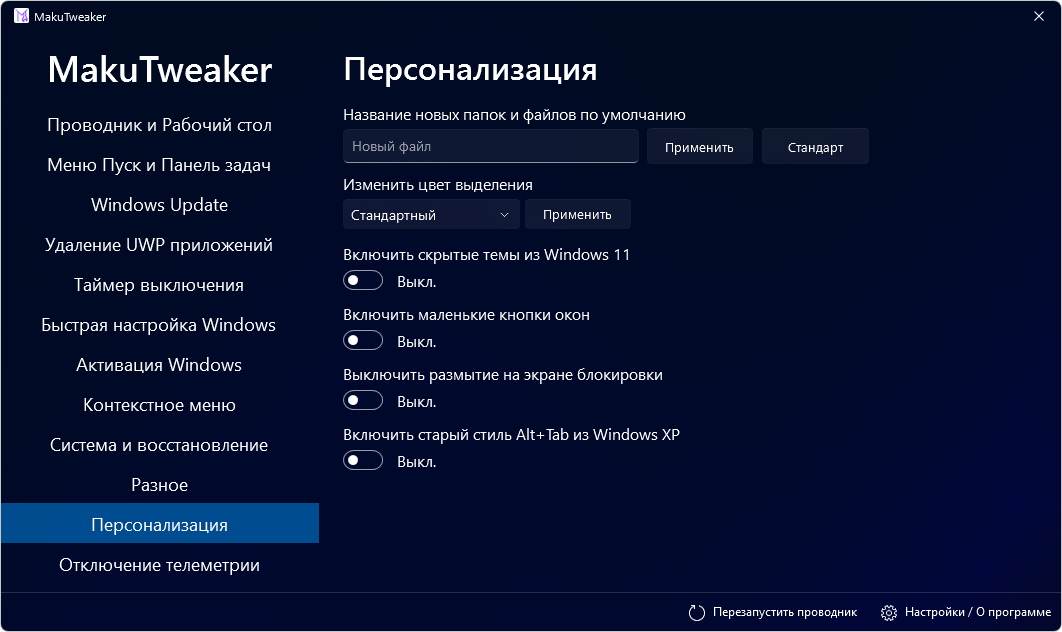 MakuTweaker
MakuTweaker
Проводник и Рабочий стол
Меню Пуск и Панель задач
Windows Update
Удаление UWP приложений
Таймер выключения
Быстрая настройка Windows
Активация Windows
Контекстное меню
Система и восстановление
Разное
Персонализация
Отключение телеметрии
Персонализация
Название новых папок и файлов по умолчанию
Новый файл Применить Стандарт
Изменить цвет выделения
Стандартный Применить
Включить скрытые темы из Windows 11
Выкл.
Включить маленькие кнопки окон
Выкл.
Выключить размытие на экране блокировки
Выкл.
Включить старый стиль Alt+Tab из Windows XP
Выкл.
Перезапустить проводник Настройки / О программе